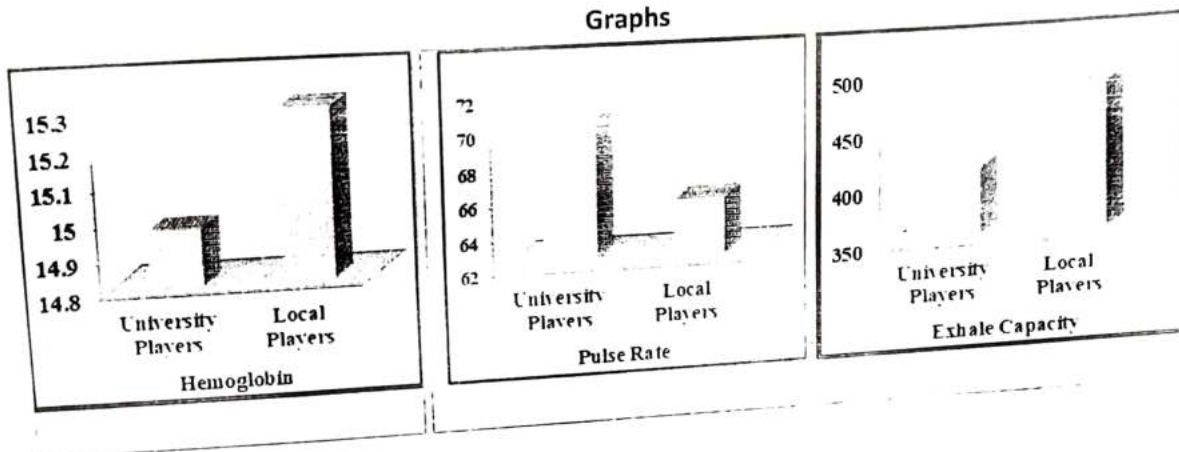 Graphs
15.3
15.2
15.1
15
14.9
14.8
University
Players
Local
Players
Hemoglobin
72
70
68
66
64
62
University
Players
Local
Players
Pulse Rate
500
450
400
350
University
Players
Local
Players
Exhale Capacity